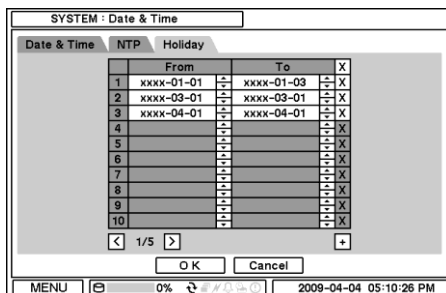 SYSTEM : Date & Time
Date & Time NTP Holiday
From To X
1 xxxx-01-01 xxxx-01-03 X
2 xxxx-03-01 xxxx-03-01 X
3 xxxx-04-01 xxxx-04-01 X
4 X
5 X
6 X
7 X
8 X
9 X
10 X
< 1/5 > +
OK Cancel
MENU 0% 2009-04-04 05:10:26 PM